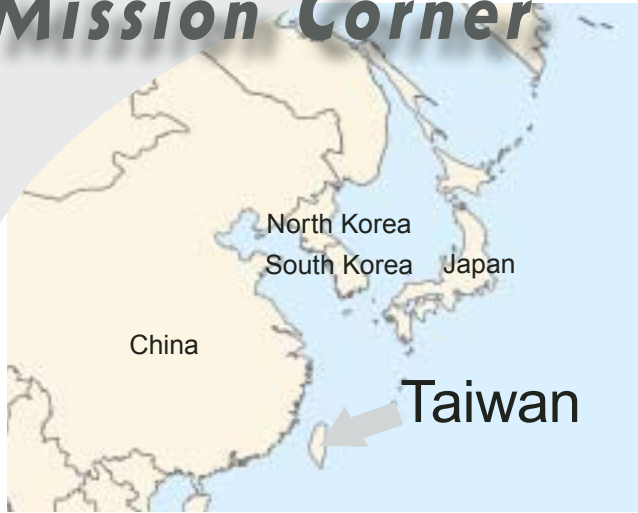 Mission Corner
North Korea
South Korea
Japan
China
Taiwan